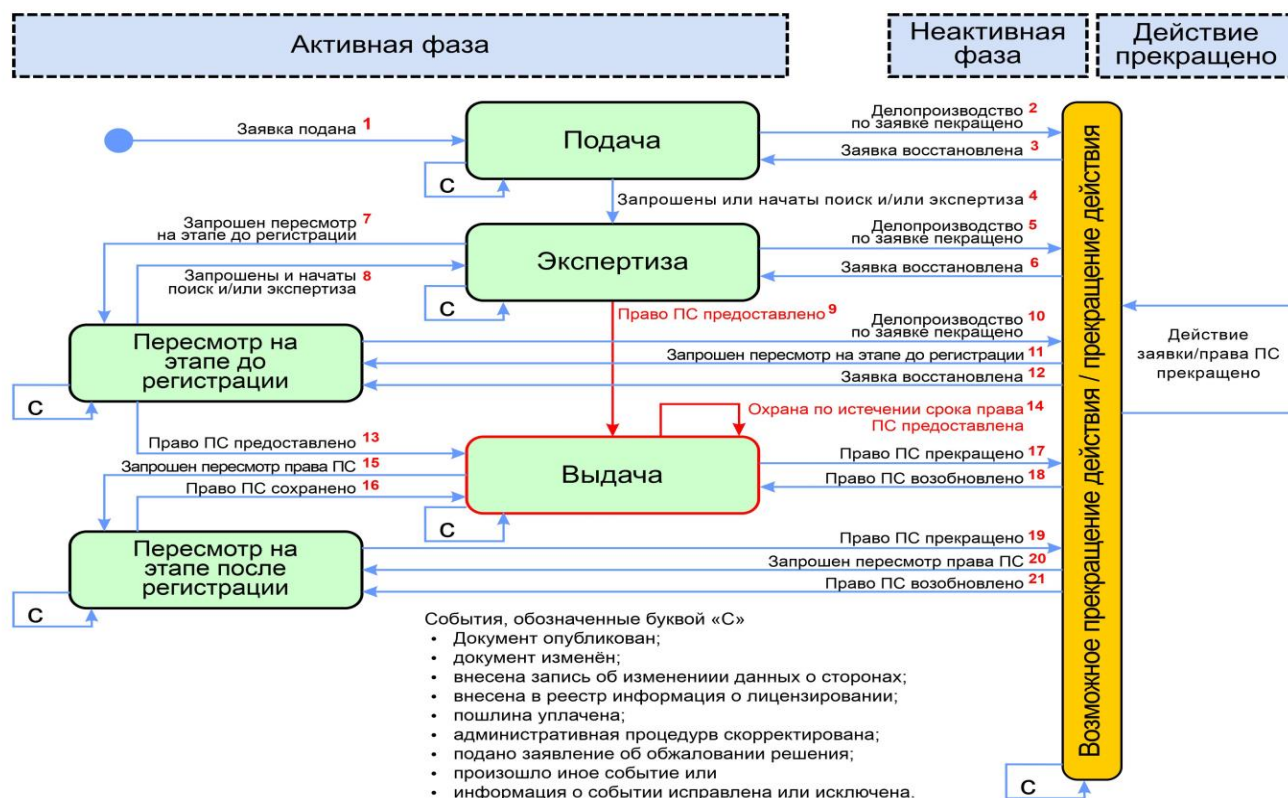 Активная фаза
Неактивная
фаза
Действие
прекращено
Заявка подана 1
Подача
Делопроизводство 2
по заявке пекращено
Заявка восстановлена 3
С
Запрошены или начаты поиск и/или экспертиза 4
Запрошен пересмотр 7
на этапе до регистрации
Экспертиза
Делопроизводство 5
по заявке пекращено
Запрошены и начаты 8
поиск и/или экспертиза
Заявка восстановлена 6
С
Право ПС предоставлено 9
Пересмотр на
этапе до
регистрации
Делопроизводство 10
по заявке пекращено
Запрошен пересмотр на этапе до регистрации 11
Заявка восстановлена 12
С
Действие
заявки/права ПС
прекращено
Охрана по истечении срока права 14
ПС предоставлена
Право ПС предоставлено 13
Запрошен пересмотр права ПС 15
Право ПС сохранено 16
Выдача
Право ПС прекращено 17
Право ПС возобновлено 18
С
Пересмотр на
этапе после
регистрации
Право ПС прекращено 19
Запрошен пересмотр права ПС 20
Право ПС возобновлено 21
С
Возможное прекращение действия / прекращение действия
События, обозначенные буквой «С»
• Документ опубликован;
• документ изменён;
• внесена запись об изменениии данных о сторонах;
• внесена в реестр информация о лицензировании;
• пошлина уплачена;
• административная процедурв скорректирована;
• подано заявление об обжаловании решения;
• произошло иное событие или
• информация о событии исправлена или исключена.
С